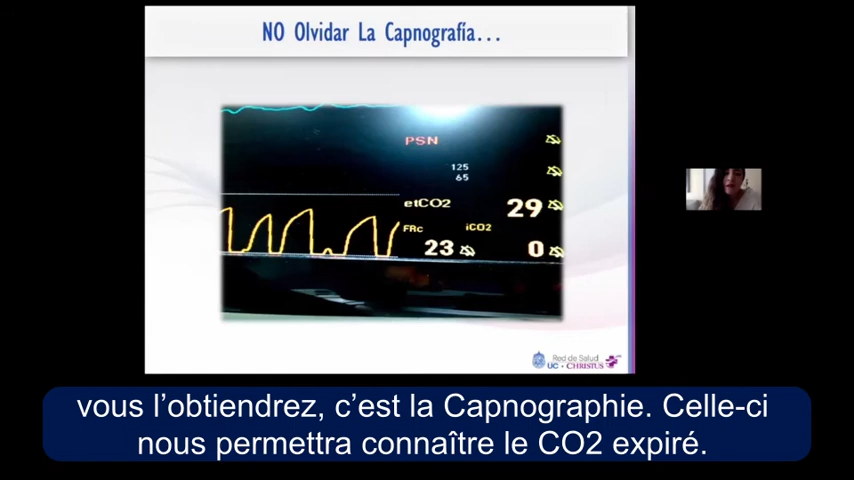 NO Olvidar La Capnografía...
PSN
125
65
etCO2
29
FRc
iCO2
23
0
Red de Salud
UC • CHRISTUS
vous l’obtiendrez, c’est la Capnographie. Celle-ci
nous permettra connaître le CO2 expiré.